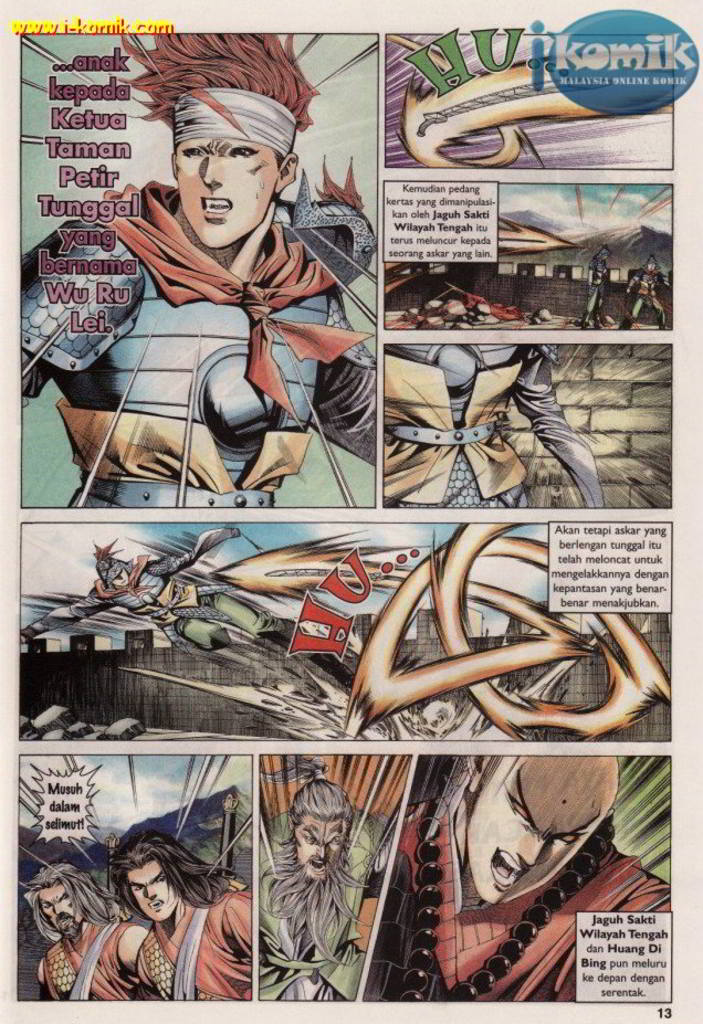 www.i-komik.com
ikomik
MALAYSIA ONLINE KOMIK
...anak
kepada
Ketua
Taman
Petir
Tunggal
yang
bernama
Wu Ru
Lei.
HU...
Kemudian pedang
kertas yang dimanipulasi-
kan oleh Jaguh Sakti
Wilayah Tengah itu
terus meluncur kepada
seorang askar yang lain.
HU...
Akan tetapi askar yang
berlengan tunggal itu
telah meloncat untuk
mengelakkannya dengan
kepantasan yang benar-
benar menakjubkan.
Musuh
dalam
selimut!
Jaguh Sakti
Wilayah Tengah
dan Huang Di
Bing pun meluru
ke depan dengan
serentak.
13